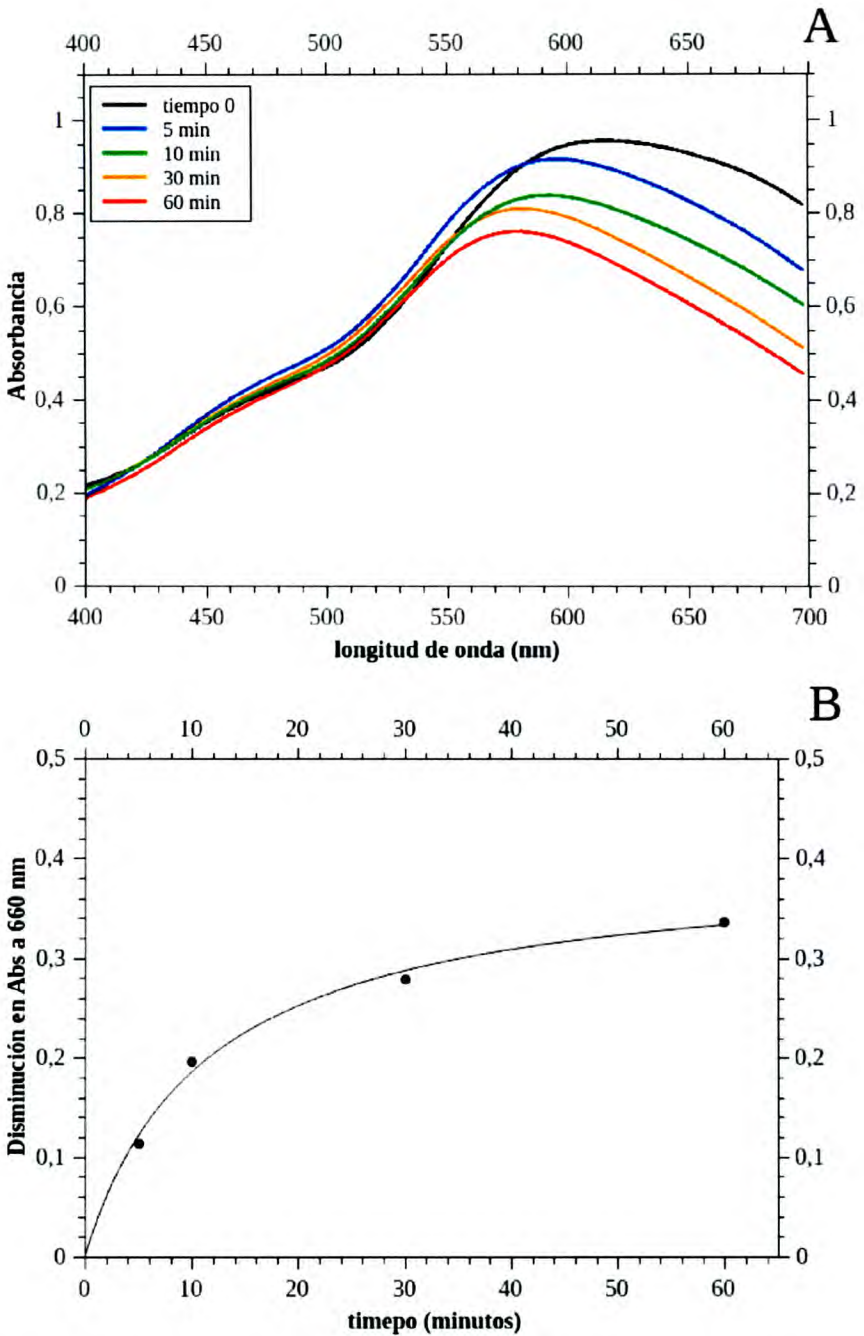 A
400 450 500 550 600 650
tiempo 0
5 min
10 min
30 min
60 min
1 1
0,8 0,8
0,6 0,6
0,4 0,4
0,2 0,2
0 0
Absorbancia
400 450 500 550 600 650 700
longitud de onda (nm)
B
0 10 20 30 40 50 60
0,5 0,5
0,4 0,4
0,3 0,3
0,2 0,2
0,1 0,1
0 0
Disminución en Abs a 660 nm
0 10 20 30 40 50 60
timepo (minutos)